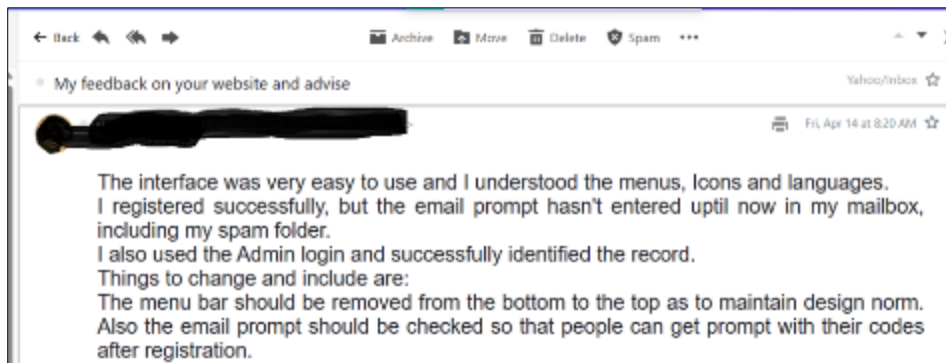 Back Archive Move Delete Spam
My feedback on your website and advise Yahoo/Inbox
Fri, Apr 14 at 8:20 AM
The interface was very easy to use and I understood the menus, Icons and languages.
I registered successfully, but the email prompt hasn't entered uptil now in my mailbox,
including my spam folder.
I also used the Admin login and successfully identified the record.
Things to change and include are:
The menu bar should be removed from the bottom to the top as to maintain design norm.
Also the email prompt should be checked so that people can get prompt with their codes
after registration.